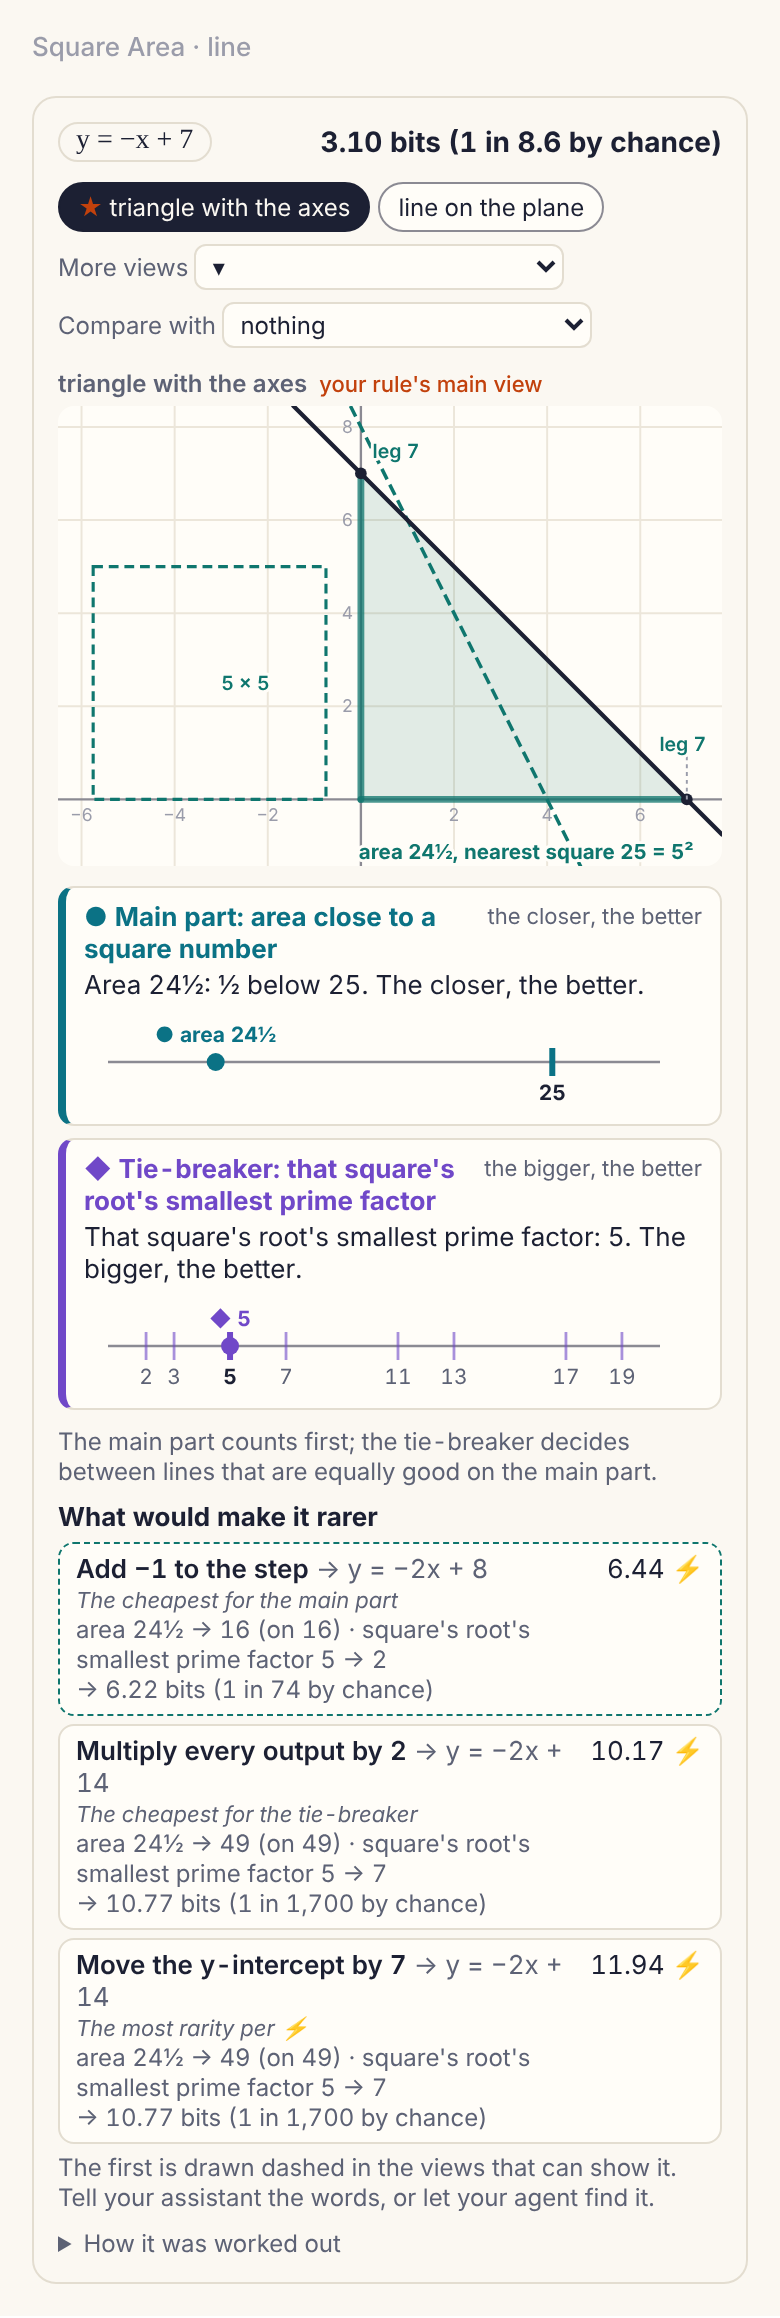 Square Area · line
y = −x + 7
3.10 bits (1 in 8.6 by chance)
★ triangle with the axes
line on the plane
More views ▾
Compare with nothing
triangle with the axes your rule's main view
8
leg 7
6
4
5 × 5
2
leg 7
−6 −4 −2 2 4 6
area 24½, nearest square 25 = 5²
● Main part: area close to a square number
the closer, the better
Area 24½: ½ below 25. The closer, the better.
● area 24½
25
◆ Tie-breaker: that square's root's smallest prime factor
the bigger, the better
That square's root's smallest prime factor: 5. The
bigger, the better.
◆ 5
2 3 5 7 11 13 17 19
The main part counts first; the tie-breaker decides
between lines that are equally good on the main part.
What would make it rarer
Add −1 to the step → y = −2x + 8 6.44 ⚡
The cheapest for the main part
area 24½ → 16 (on 16) · square's root's
smallest prime factor 5 → 2
→ 6.22 bits (1 in 74 by chance)
Multiply every output by 2 → y = −2x + 10.17 ⚡
14
The cheapest for the tie-breaker
area 24½ → 49 (on 49) · square's root's
smallest prime factor 5 → 7
→ 10.77 bits (1 in 1,700 by chance)
Move the y-intercept by 7 → y = −2x + 11.94 ⚡
14
The most rarity per ⚡
area 24½ → 49 (on 49) · square's root's
smallest prime factor 5 → 7
→ 10.77 bits (1 in 1,700 by chance)
The first is drawn dashed in the views that can show it.
Tell your assistant the words, or let your agent find it.
▶ How it was worked out